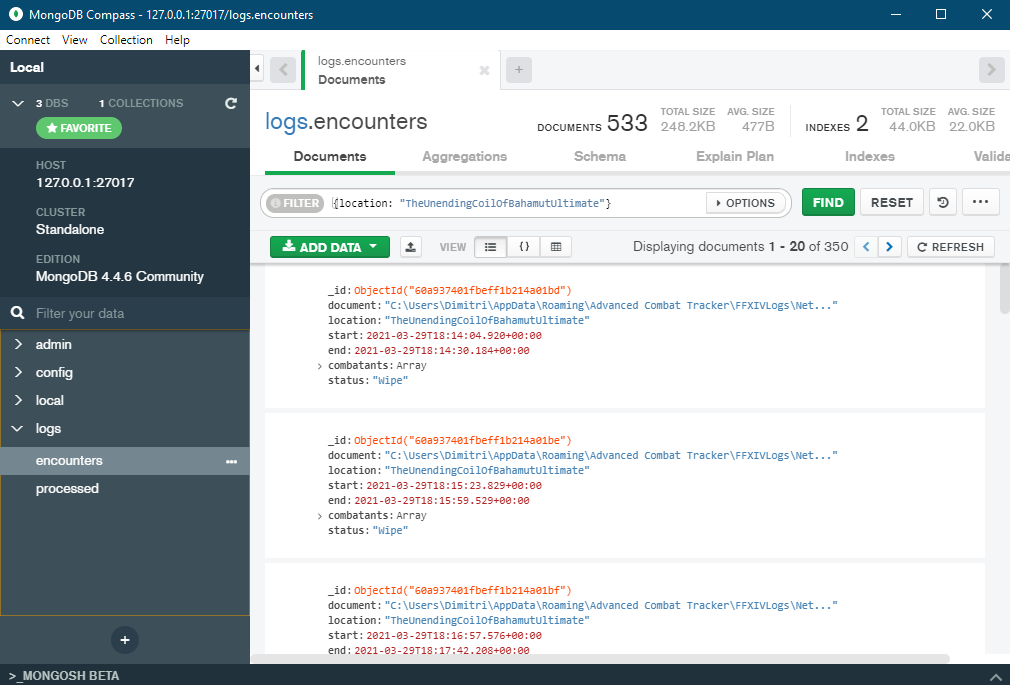 MongoDB Compass - 127.0.0.1:27017/logs.encounters
Connect View Collection Help
Local
3 DBS 1 COLLECTIONS
FAVORITE
HOST
127.0.0.1:27017
CLUSTER
Standalone
EDITION
MongoDB 4.4.6 Community
Filter your data
admin
config
local
logs
encounters
processed
>_MONGOSH BETA
logs.encounters
Documents
logs.encounters
DOCUMENTS 533
TOTAL SIZE
248.2KB
AVG. SIZE
477B
INDEXES 2
TOTAL SIZE
44.0KB
AVG. SIZE
22.0KB
Documents Aggregations Schema Explain Plan Indexes Valida
FILTER {location: "TheUnendingCoilOfBahamutUltimate"} OPTIONS FIND RESET
ADD DATA VIEW {} Displaying documents 1 - 20 of 350 REFRESH
_id: ObjectId("60a937401fbeff1b214a01bd")
document: "C:\Users\Dimitri\AppData\Roaming\Advanced Combat Tracker\FFXIVLogs\Net..."
location: "TheUnendingCoilOfBahamutUltimate"
start: 2021-03-29T18:14:04.920+00:00
end: 2021-03-29T18:14:30.184+00:00
combatants: Array
status: "Wipe"
_id: ObjectId("60a937401fbeff1b214a01be")
document: "C:\Users\Dimitri\AppData\Roaming\Advanced Combat Tracker\FFXIVLogs\Net..."
location: "TheUnendingCoilOfBahamutUltimate"
start: 2021-03-29T18:15:23.829+00:00
end: 2021-03-29T18:15:59.529+00:00
combatants: Array
status: "Wipe"
_id: ObjectId("60a937401fbeff1b214a01bf")
document: "C:\Users\Dimitri\AppData\Roaming\Advanced Combat Tracker\FFXIVLogs\Net..."
location: "TheUnendingCoilOfBahamutUltimate"
start: 2021-03-29T18:16:57.576+00:00
end: 2021-03-29T18:17:42.208+00:00